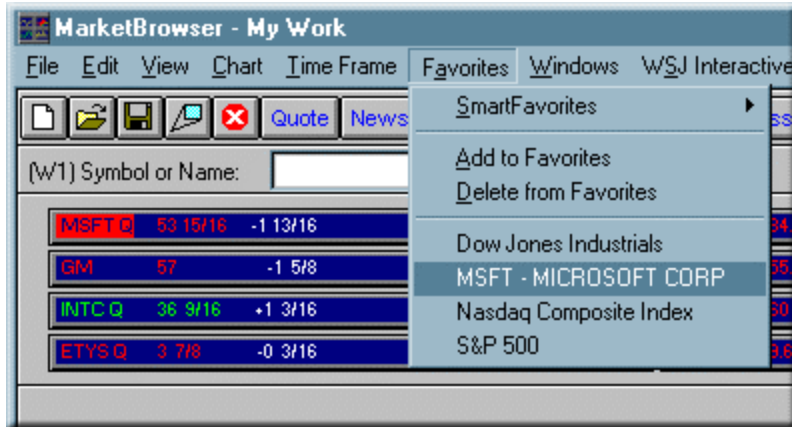 MarketBrowser - My Work
File Edit View Chart Time Frame Favorites Windows WSJ Interactive
Quote News
(W1) Symbol or Name:
SmartFavorites
Add to Favorites
Delete from Favorites
Dow Jones Industrials
MSFT - MICROSOFT CORP
Nasdaq Composite Index
S&P 500
MSFT Q 53 15/16 -1 13/16
GM 57 -1 5/8
INTC Q 36 9/16 +1 3/16
ETYS Q 3 7/8 -0 3/16